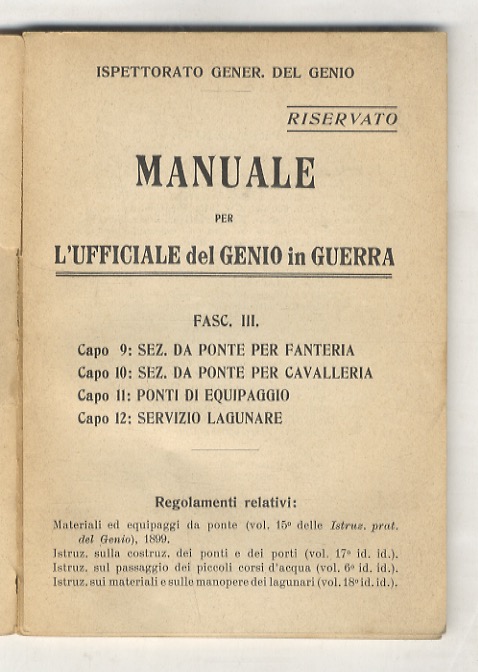 ISPETTORATO GENER. DEL GENIO
RISERVATO
MANUALE
PER
L'UFFICIALE del GENIO in GUERRA
FASC. III.
Capo 9: SEZ. DA PONTE PER FANTERIA
Capo 10: SEZ. DA PONTE PER CAVALLERIA
Capo 11: PONTI DI EQUIPAGGIO
Capo 12: SERVIZIO LAGUNARE
Regolamenti relativi:
Materiali ed equipaggi da ponte (vol. 15º delle Istruz. prat.
del Genio), 1899.
Istruz. sulla costruz. dei ponti e dei porti (vol. 17º id. id.).
Istruz. sul passaggio dei piccoli corsi d'acqua (vol. 6º id. id.).
Istruz. sui materiali e sulle manopere dei lagunari (vol. 18º id. id.).